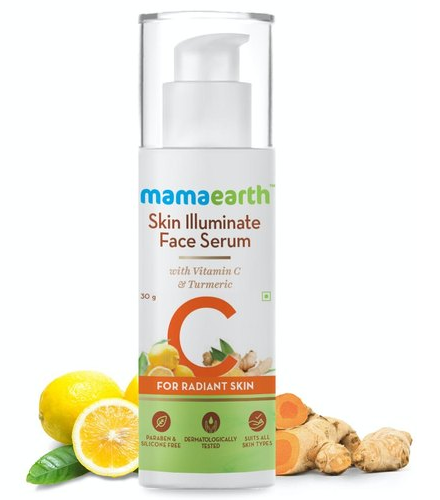 mamaearth™
Skin Illuminate
Face Serum
with Vitamin C
& Turmeric
30 g
C
FOR RADIANT SKIN
PARABEN &
SILICONE FREE
DERMATOLOGICALLY
TESTED
SUITS ALL
SKIN TYPES